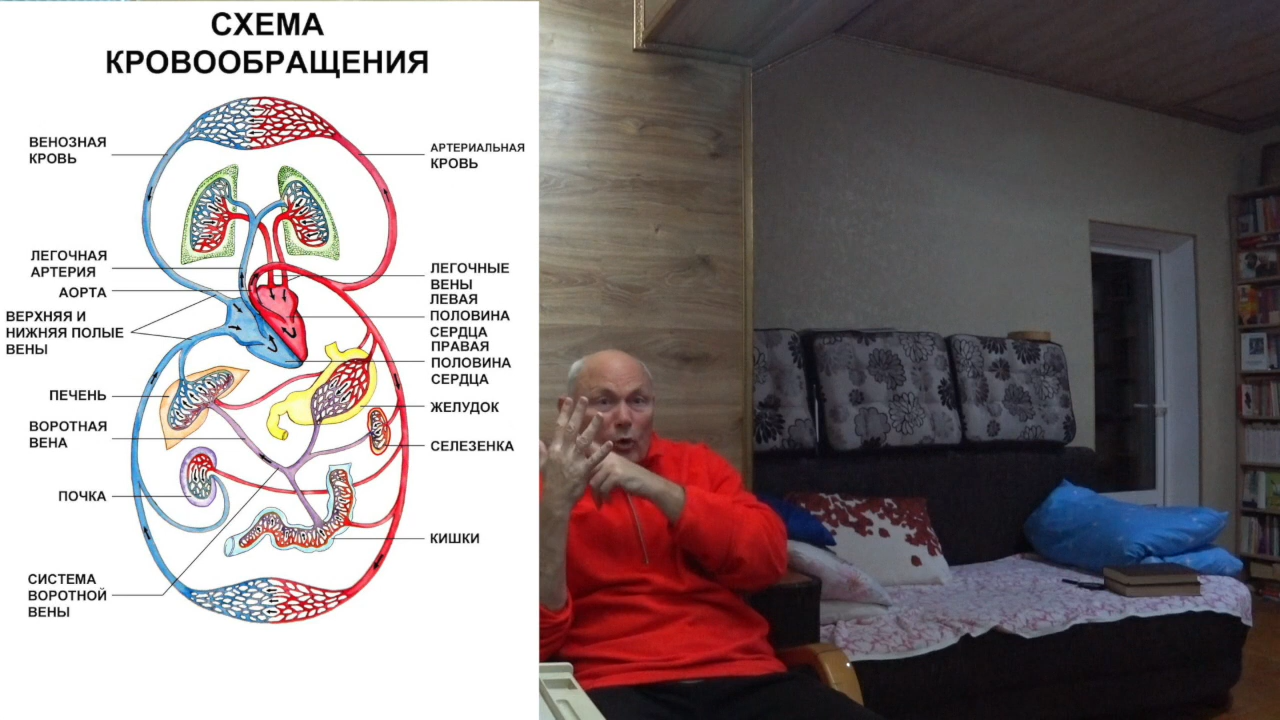 СХЕМА
КРОВООБРАЩЕНИЯ
ВЕНОЗНАЯ
КРОВЬ
АРТЕРИАЛЬНАЯ
КРОВЬ
ЛЕГОЧНАЯ
АРТЕРИЯ
АОРТА
ВЕРХНЯЯ И
НИЖНЯЯ ПОЛЫЕ
ВЕНЫ
ЛЕГОЧНЫЕ
ВЕНЫ
ЛЕВАЯ
ПОЛОВИНА
СЕРДЦА
ПРАВАЯ
ПОЛОВИНА
СЕРДЦА
ПЕЧЕНЬ
ЖЕЛУДОК
ВОРОТНАЯ
ВЕНА
СЕЛЕЗЕНКА
ПОЧКА
КИШКИ
СИСТЕМА
ВОРОТНОЙ
ВЕНЫ